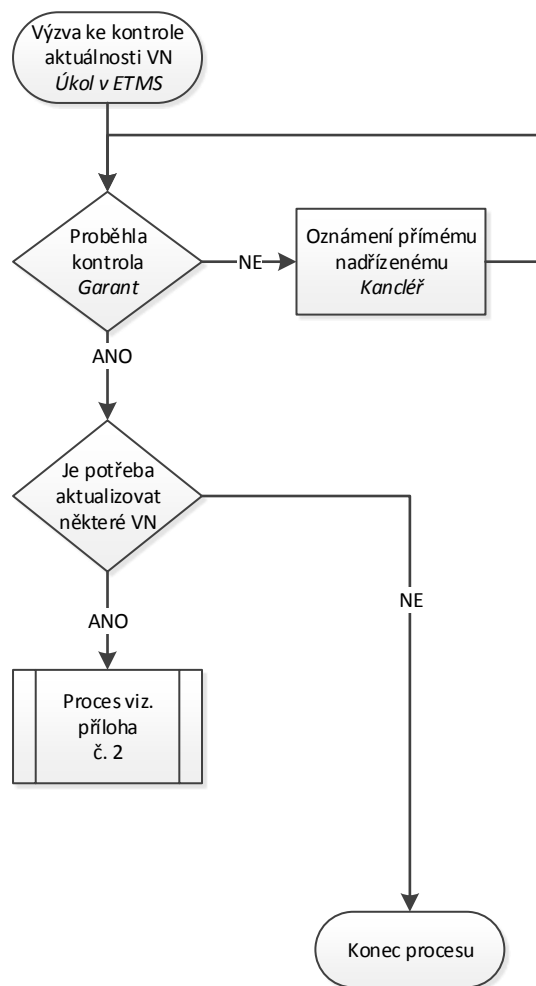 Výzva ke kontrole
aktuálnosti VN
Úkol v ETMS
Proběhla
kontrola
Garant
NE
Oznámení přímému
nadřízenému
Kancléř
ANO
Je potřeba
aktualizovat
některé VN
NE
ANO
Proces viz.
příloha
č. 2
Konec procesu